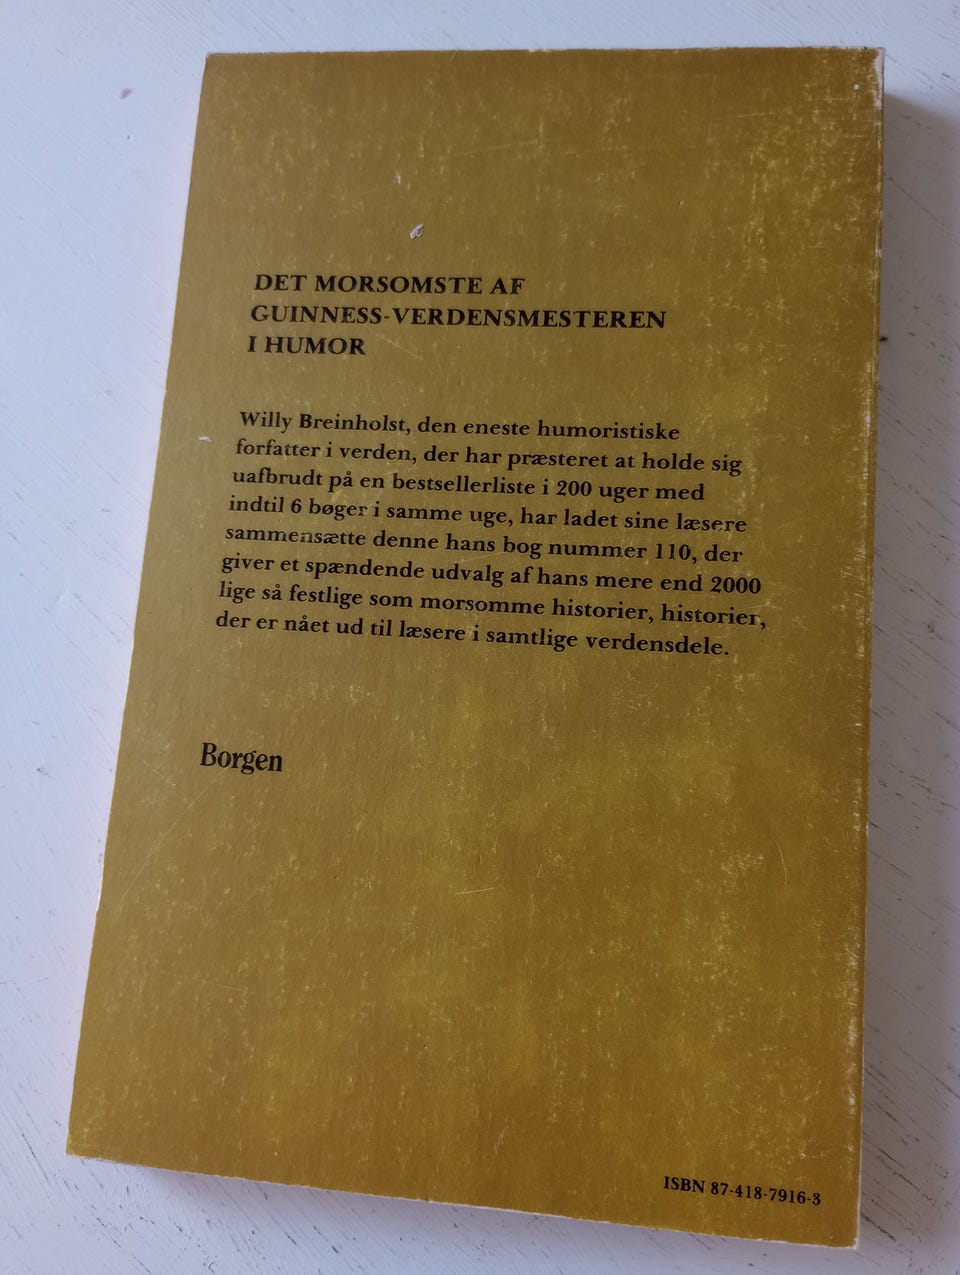 DET MORSOMSTE AF
GUINNESS-VERDENSMESTEREN
I HUMOR
Willy Breinholst, den eneste humoristiske
forfatter i verden, der har præsteret at holde sig
uafbrudt på en bestsellerliste i 200 uger med
indtil 6 bøger i samme uge, har ladet sine læsere
sammensætte denne hans bog nummer 110, der
giver et spændende udvalg af hans mere end 2000
lige så festlige som morsomme historier, historier,
der er nået ud til læsere i samtlige verdensdele.
Borgen
ISBN 87-418-7916-3